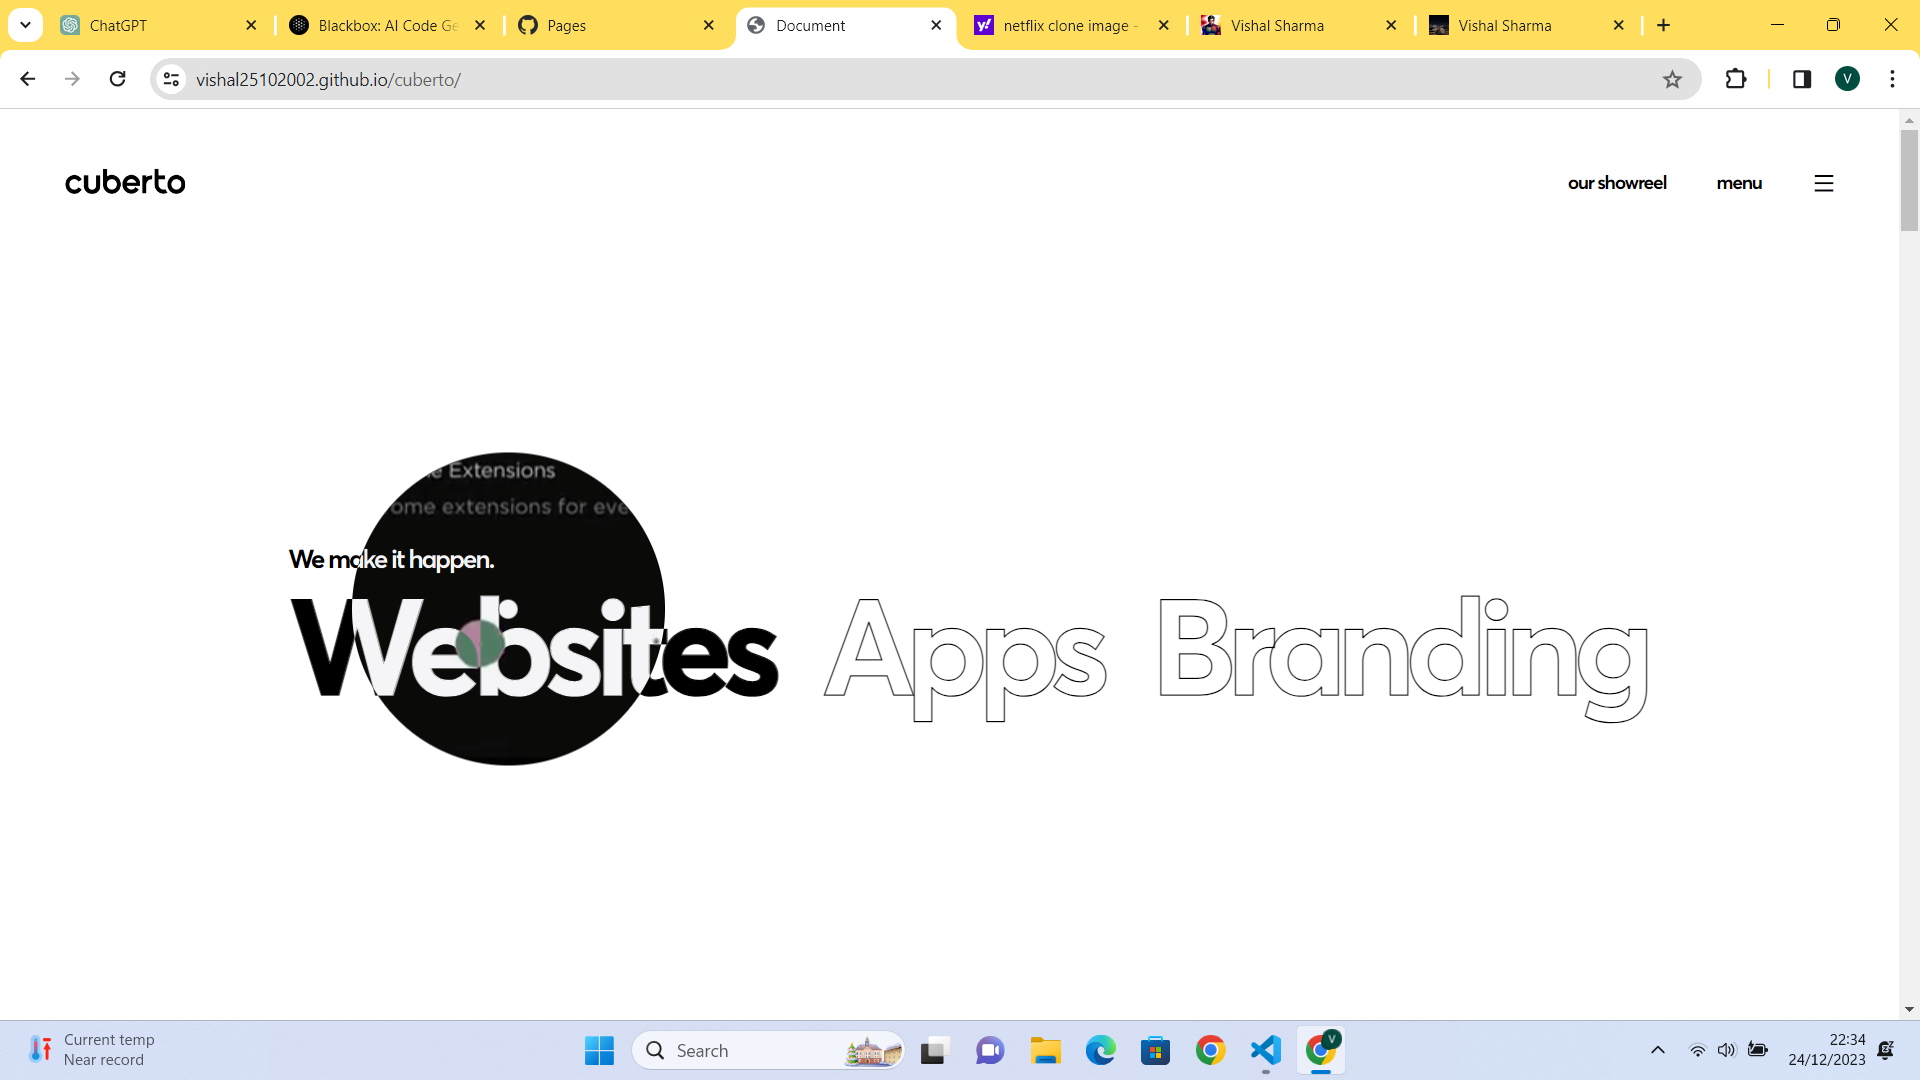 ChatGPT
Blackbox: AI Code Ge
Pages
Document
netflix clone image -
Vishal Sharma
Vishal Sharma
vishal25102002.github.io/cuberto/
V
cuberto
our showreel
menu
e Extensions
ome extensions for eve
We make it happen.
Websites Apps Branding
Current temp
Near record
Search
V
22:34
24/12/2023